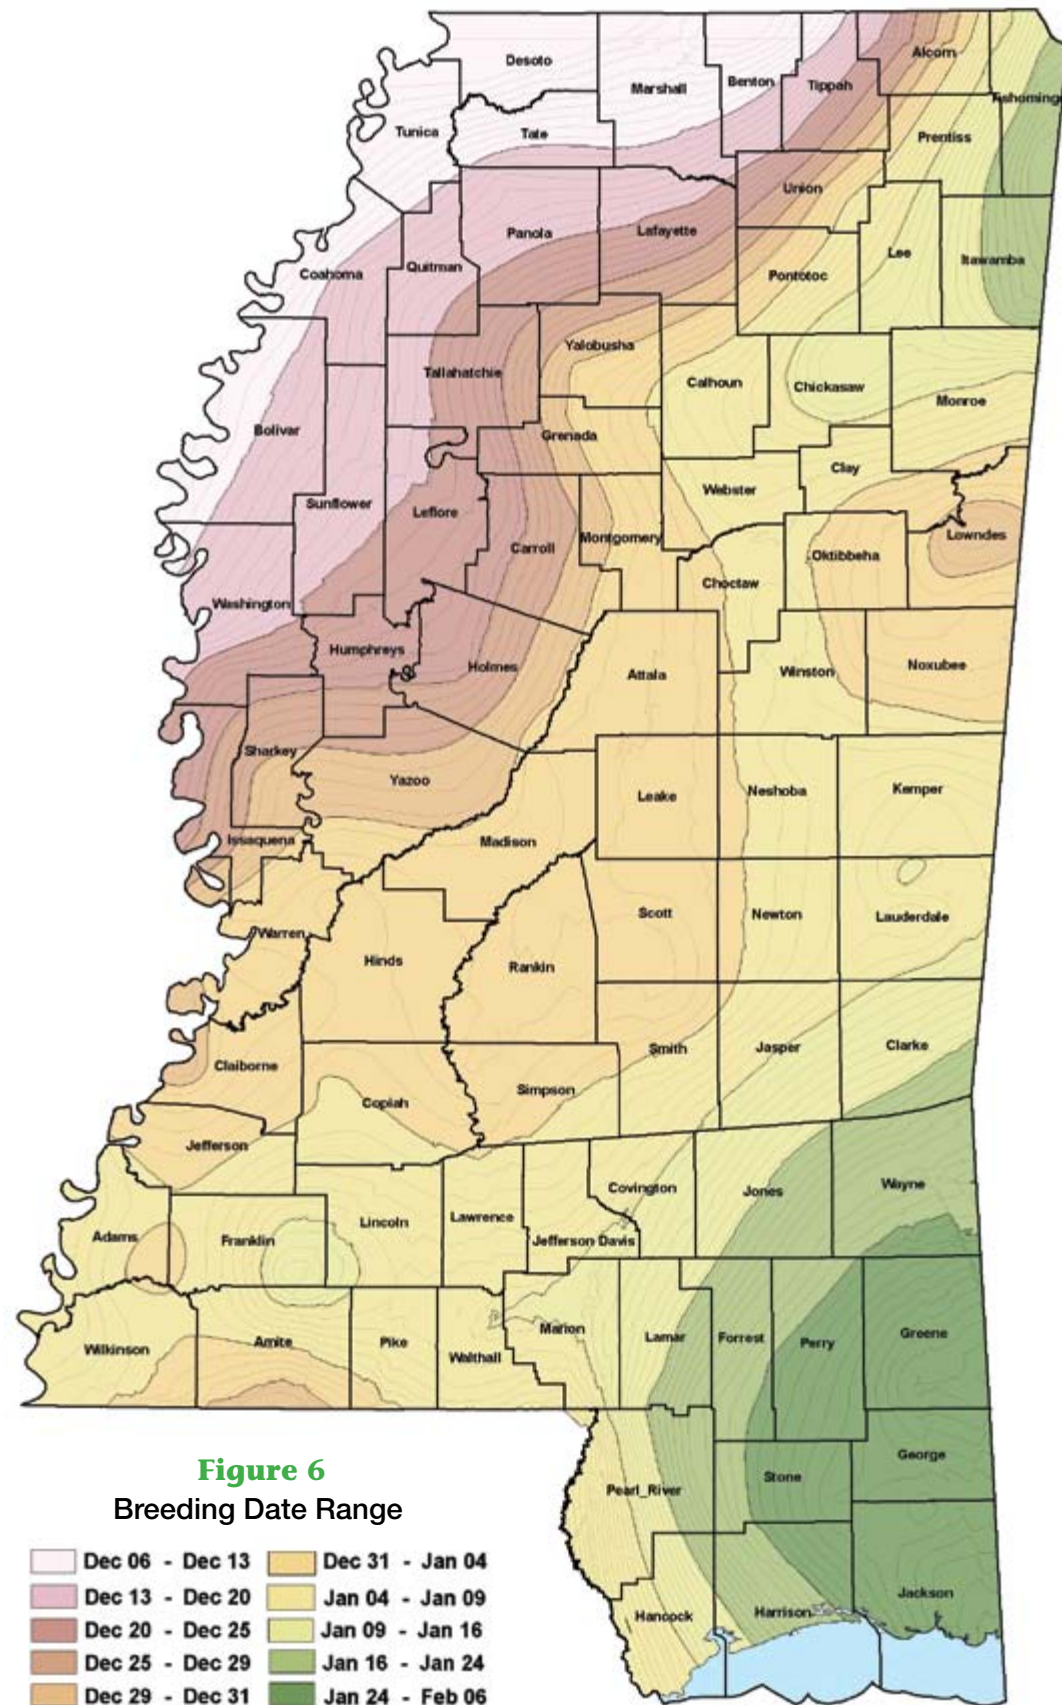 Desoto
Marshall
Benton
Tippah
Alcorn
Tishomingo
Tunica
Tate
Prentiss
Union
Panola
Lafayette
Coahoma
Quitman
Pontotoc
Lee
Itawamba
Yalobusha
Tallahatchie
Calhoun
Chickasaw
Monroe
Bolivar
Grenada
Clay
Sunflower
Leflore
Webster
Carroll
Montgomery
Oktibbeha
Lowndes
Choctaw
Washington
Humphreys
Holmes
Attala
Winston
Noxubee
Sharkey
Yazoo
Leake
Neshoba
Kemper
Issaquena
Madison
Warren
Hinds
Rankin
Scott
Newton
Lauderdale
Claiborne
Copiah
Simpson
Smith
Jasper
Clarke
Jefferson
Adams
Franklin
Lincoln
Lawrence
Jefferson Davis
Covington
Jones
Wayne
Wilkinson
Amite
Pike
Walthall
Marion
Lamar
Forrest
Perry
Greene
Pearl_River
Stone
George
Hancock
Harrison
Jackson
Figure 6
Breeding Date Range
Dec 06 - Dec 13
Dec 13 - Dec 20
Dec 20 - Dec 25
Dec 25 - Dec 29
Dec 29 - Dec 31
Dec 31 - Jan 04
Jan 04 - Jan 09
Jan 09 - Jan 16
Jan 16 - Jan 24
Jan 24 - Feb 06